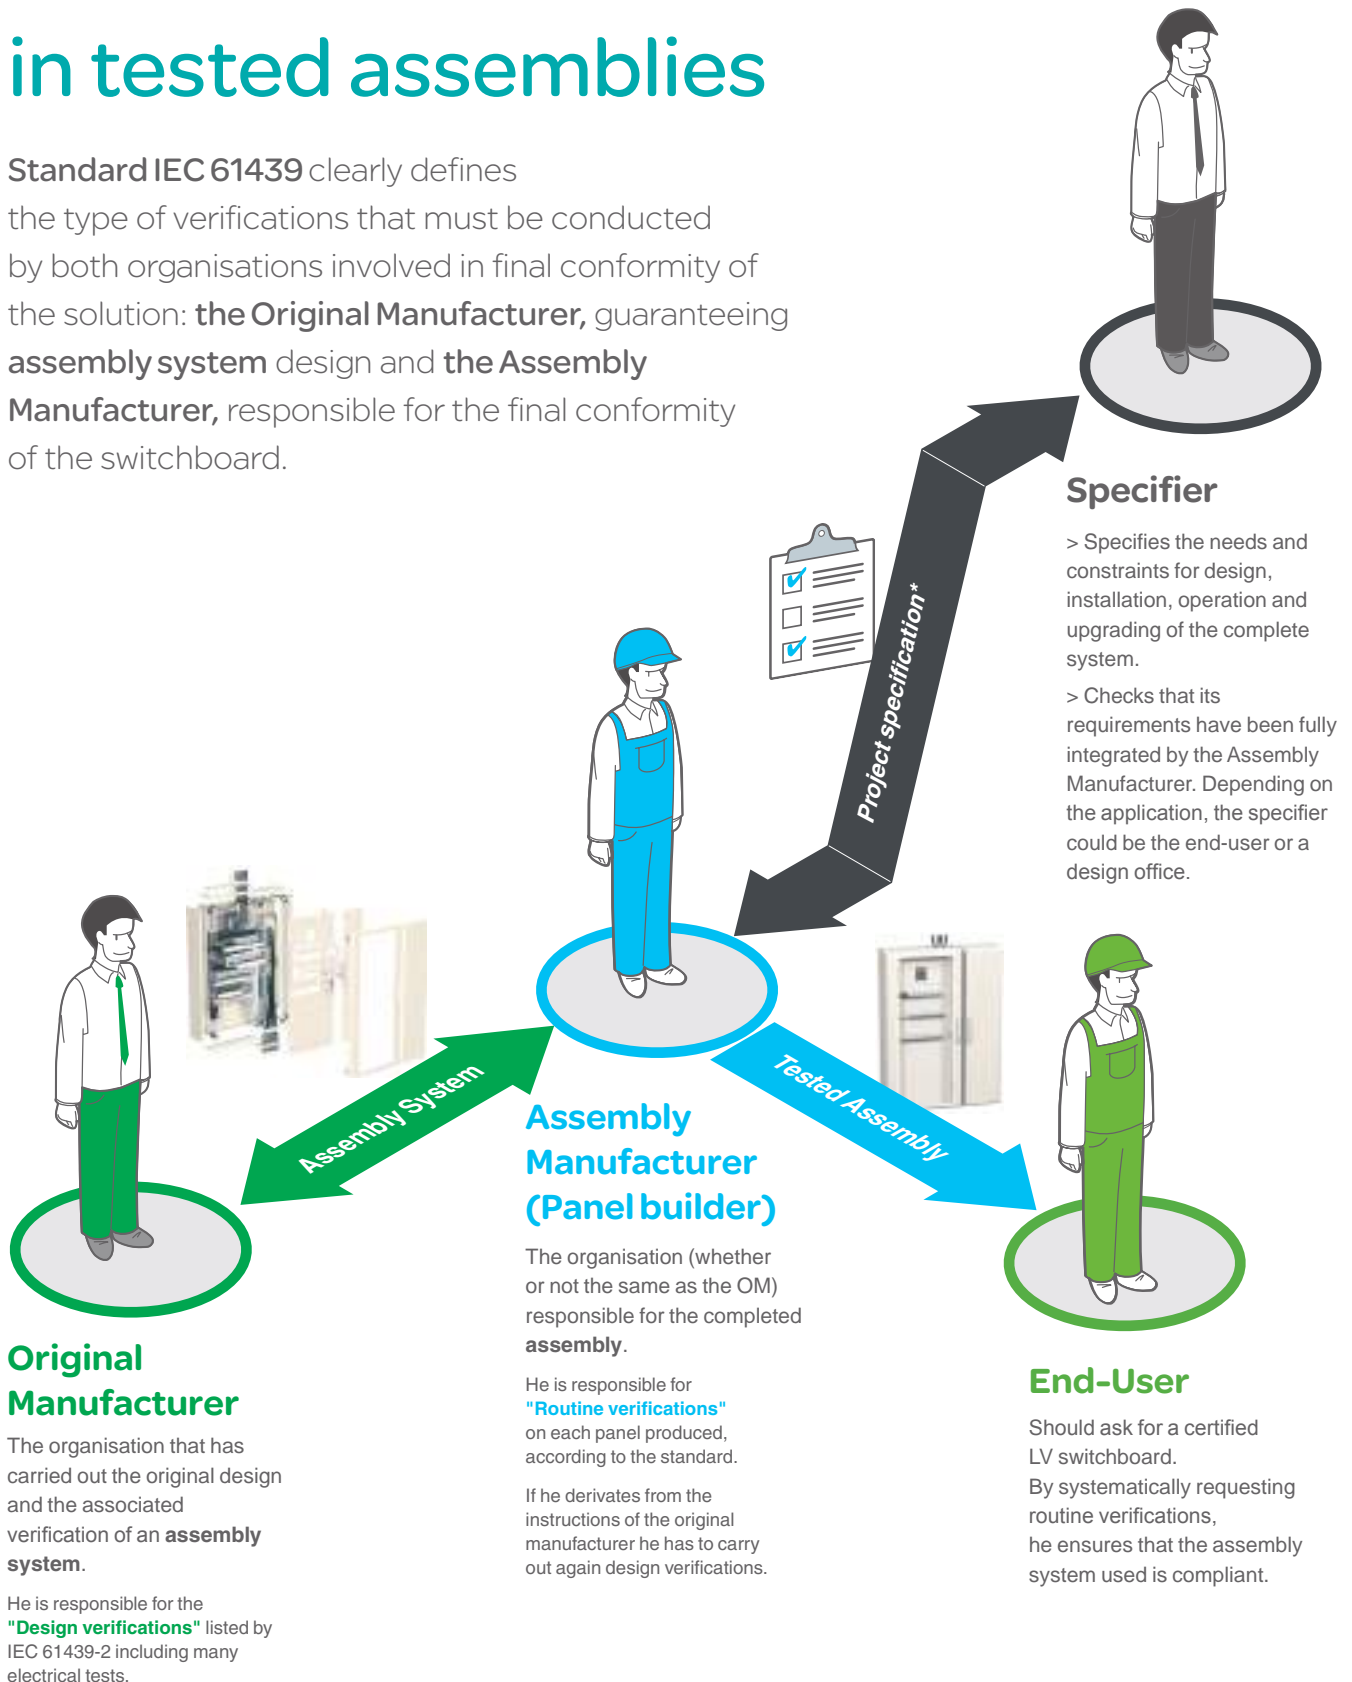 in tested assemblies
Standard IEC 61439 clearly defines
the type of verifications that must be conducted
by both organisations involved in final conformity of
the solution: the Original Manufacturer, guaranteeing
assembly system design and the Assembly
Manufacturer, responsible for the final conformity
of the switchboard.
Specifier
> Specifies the needs and
constraints for design,
installation, operation and
upgrading of the complete
system.
> Checks that its
requirements have been fully
integrated by the Assembly
Manufacturer. Depending on
the application, the specifier
could be the end-user or a
design office.
Project specification*
Assembly System
Tested Assembly
Assembly
Manufacturer
(Panel builder)
The organisation (whether
or not the same as the OM)
responsible for the completed
assembly.
He is responsible for
"Routine verifications"
on each panel produced,
according to the standard.
If he derivates from the
instructions of the original
manufacturer he has to carry
out again design verifications.
Original
Manufacturer
The organisation that has
carried out the original design
and the associated
verification of an assembly
system.
He is responsible for the
"Design verifications" listed by
IEC 61439-2 including many
electrical tests.
End-User
Should ask for a certified
LV switchboard.
By systematically requesting
routine verifications,
he ensures that the assembly
system used is compliant.